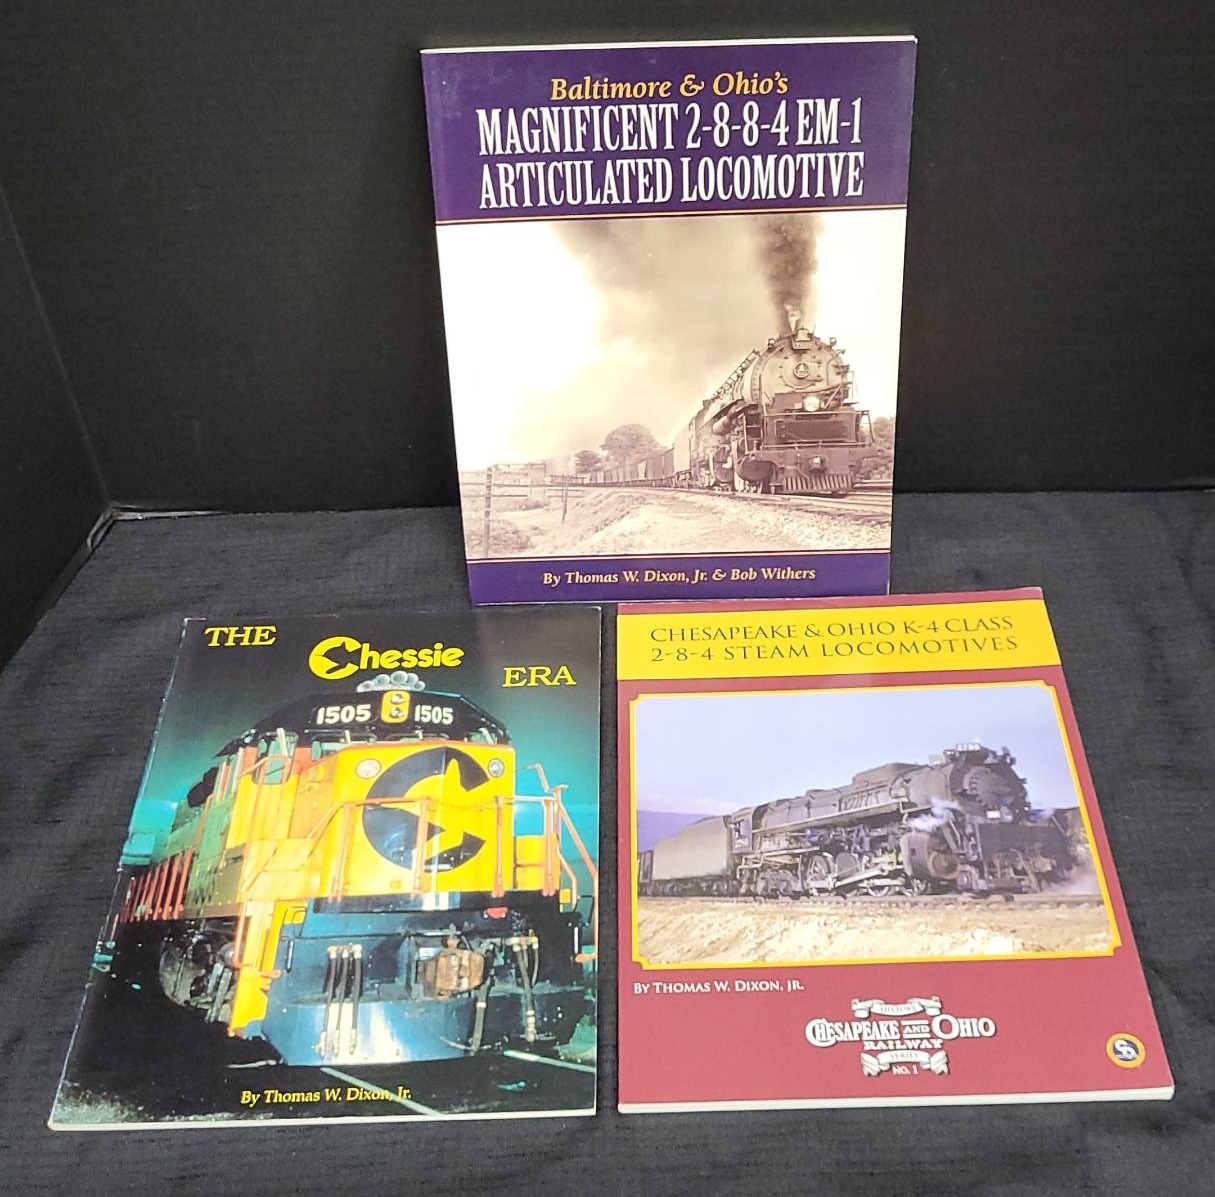 Baltimore & Ohio's
MAGNIFICENT 2-8-8-4 EM-1
ARTICULATED LOCOMOTIVE
By Thomas W. Dixon, Jr. & Bob Withers
THE
Chessie
ERA
1505 1505
By Thomas W. Dixon, Jr.
CHESAPEAKE & OHIO K-4 CLASS
2-8-4 STEAM LOCOMOTIVES
BY THOMAS W. DIXON, JR.
HISTORY
CHESAPEAKE AND OHIO
RAILWAY
SERIES
NO. 1